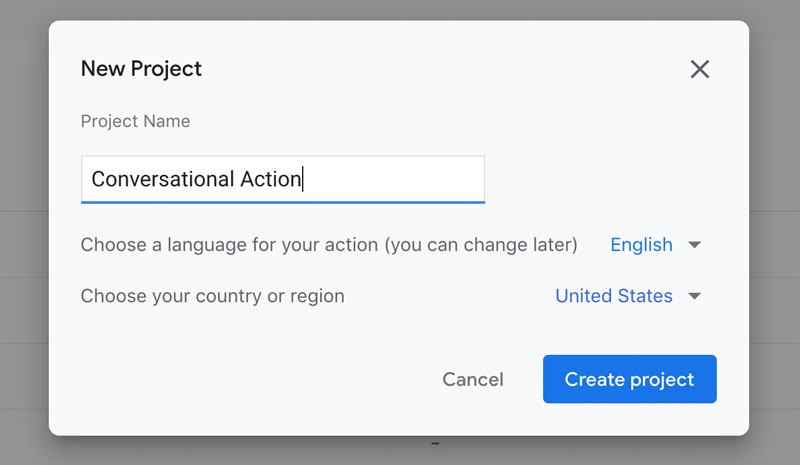 New Project
Project Name
Conversational Action
Choose a language for your action (you can change later) English
Choose your country or region United States
Cancel Create project